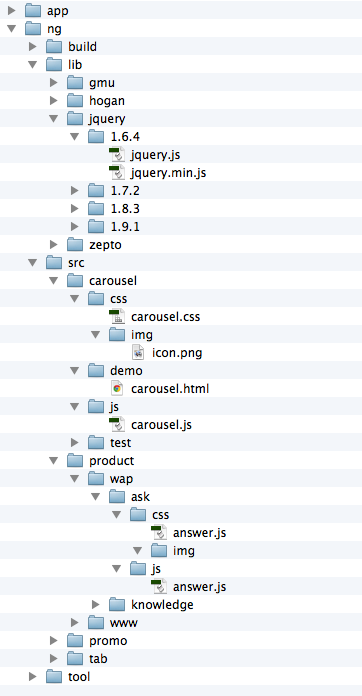 app
ng
build
lib
gmu
hogan
jquery
1.6.4
jquery.js
jquery.min.js
1.7.2
1.8.3
1.9.1
zepto
src
carousel
css
carousel.css
img
icon.png
demo
carousel.html
js
carousel.js
test
product
wap
ask
css
answer.js
img
js
answer.js
knowledge
www
promo
tab
tool